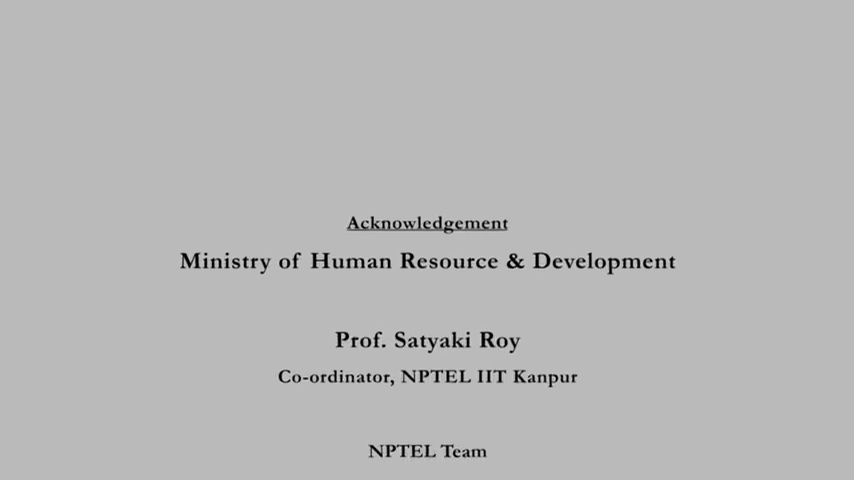 Acknowledgement
Ministry of Human Resource & Development
Prof. Satyaki Roy
Co-ordinator, NPTEL IIT Kanpur
NPTEL Team